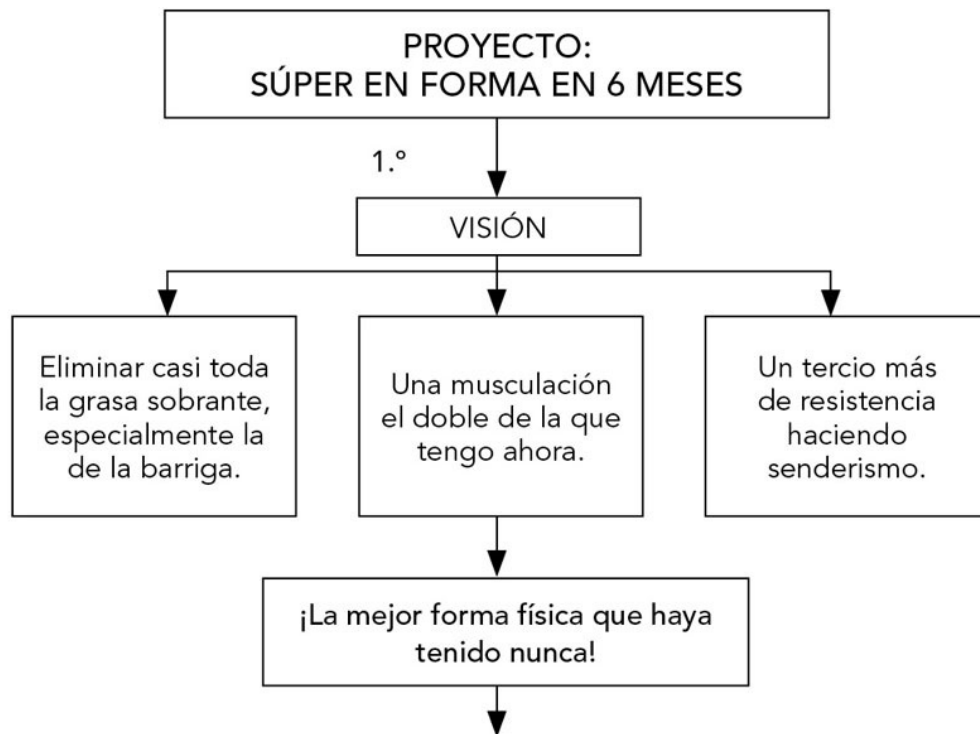 PROYECTO:
SÚPER EN FORMA EN 6 MESES
1.º
VISIÓN
Eliminar casi toda
la grasa sobrante,
especialmente la
de la barriga.
Una musculación
el doble de la que
tengo ahora.
Un tercio más
de resistencia
haciendo
senderismo.
¡La mejor forma física que haya
tenido nunca!